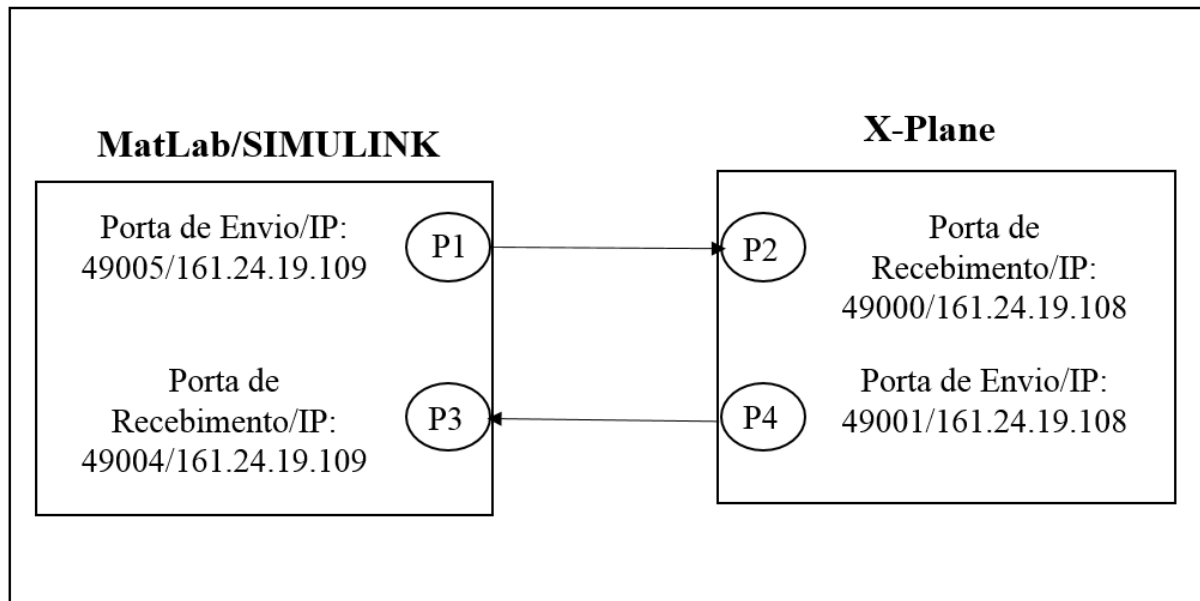 MatLab/SIMULINK
Porta de Envio/IP:
49005/161.24.19.109
P1
Porta de
Recebimento/IP:
49004/161.24.19.109
P3
X-Plane
P2
Porta de
Recebimento/IP:
49000/161.24.19.108
P4
Porta de Envio/IP:
49001/161.24.19.108